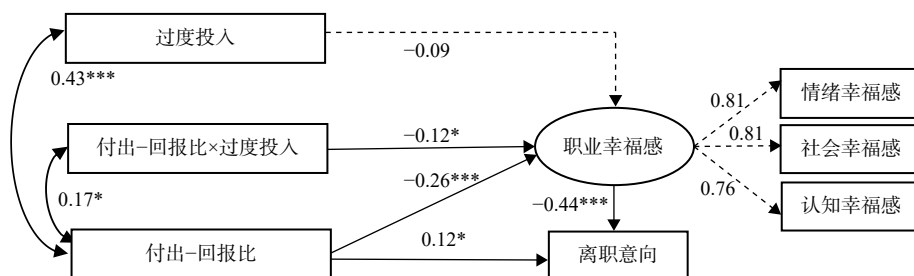 过度投入
−0.09
0.43***
情绪幸福感
0.81
付出−回报比×过度投入
−0.12*
职业幸福感
0.81
社会幸福感
−0.26***
0.76
0.17*
认知幸福感
−0.44***
付出−回报比
0.12*
离职意向